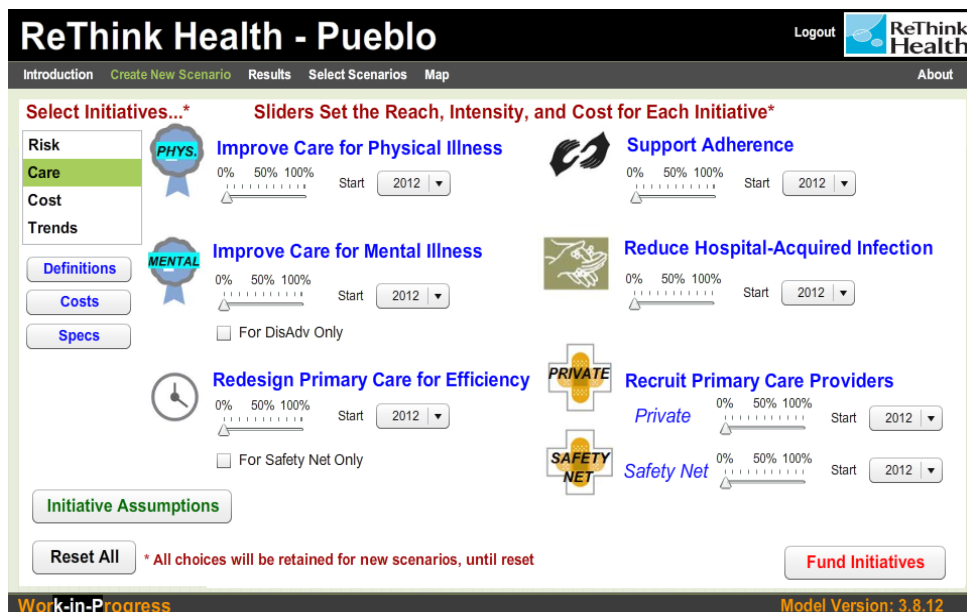 ReThink Health - Pueblo
Logout
ReThink
Health
Introduction Create New Scenario Results Select Scenarios Map About
Select Initiatives...* Sliders Set the Reach, Intensity, and Cost for Each Initiative*
Risk
Care
Cost
Trends
Definitions
Costs
Specs
PHYS.
Improve Care for Physical Illness
0% 50% 100%
Start 2012
Support Adherence
0% 50% 100%
Start 2012
MENTAL
Improve Care for Mental Illness
0% 50% 100%
Start 2012
For DisAdv Only
Reduce Hospital-Acquired Infection
0% 50% 100%
Start 2012
Redesign Primary Care for Efficiency
0% 50% 100%
Start 2012
For Safety Net Only
PRIVATE
Recruit Primary Care Providers
Private 0% 50% 100% Start 2012
SAFETY
NET
Safety Net 0% 50% 100% Start 2012
Initiative Assumptions
Reset All * All choices will be retained for new scenarios, until reset
Fund Initiatives
Work-in-Progress Model Version: 3.8.12